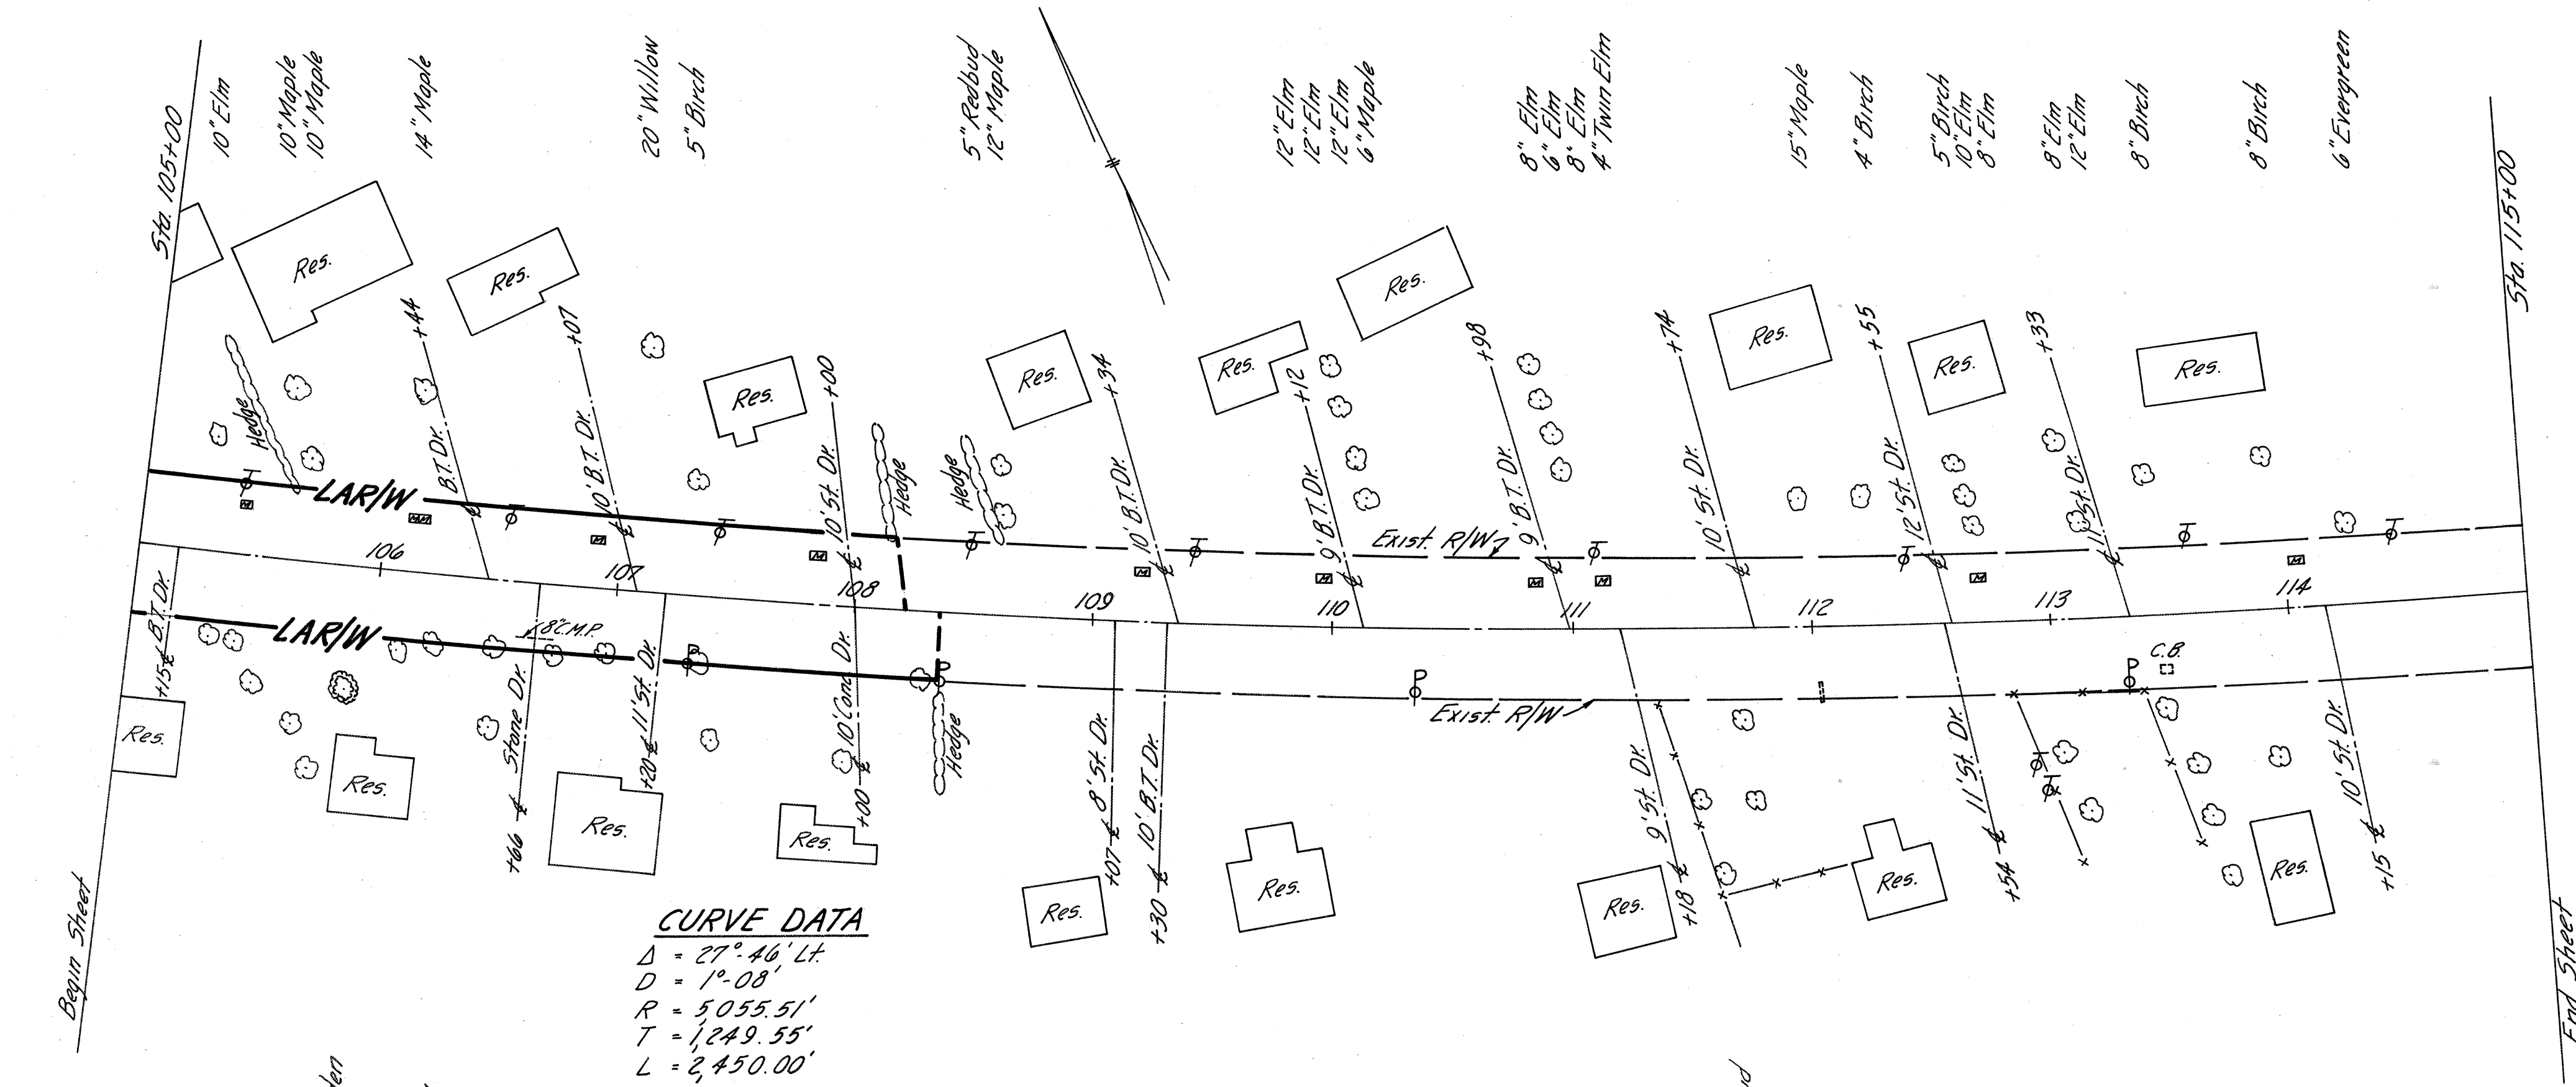 Sta. 105+00
10" Elm
10" Maple
10" Maple
14" Maple
20" Willow
5" Birch
5" Redbud
12" Maple
12" Elm
12" Elm
12" Elm
6" Maple
8" Elm
6" Elm
8" Elm
4" Twin Elm
15" Maple
4" Birch
5" Birch
10" Elm
8" Elm
8" Elm
12" Elm
8" Birch
8" Birch
6" Evergreen
Sta. 115+00
Res.
Res.
Res.
Res.
Res.
Res.
Res.
Res.
Res.
+44
+07
+00
+34
+12
+98
+74
+55
+33
Hedge
B.T. Dr.
10' B.T. Dr.
10' St. Dr.
Hedge
Hedge
10' B.T. Dr.
9' B.T. Dr.
9' B.T. Dr.
10' St. Dr.
12' St. Dr.
11' St. Dr.
LAR/W
Exist. R/W
106
107
108
109
110
111
112
113
114
LAR/W
8" C.M.P.
C.B.
P
P
P
P
Exist. R/W
+15 ℄ B.T. Dr.
+66 ℄ Stone Dr.
+20 ℄ 11' St. Dr.
+00 ℄ 10' Conc. Dr.
Hedge
+07 ℄ 8' St. Dr.
+30 ℄ 10' B.T. Dr.
+18 ℄ 9' St. Dr.
+54 ℄ 11' St. Dr.
+15 ℄ 10' St. Dr.
Res.
Res.
Res.
Res.
Res.
Res.
Res.
Res.
Res.
Begin Sheet
End Sheet
CURVE DATA
Δ = 27°-46' Lt.
D = 1°-08'
R = 5,055.51'
T = 1,249.55'
L = 2,450.00'